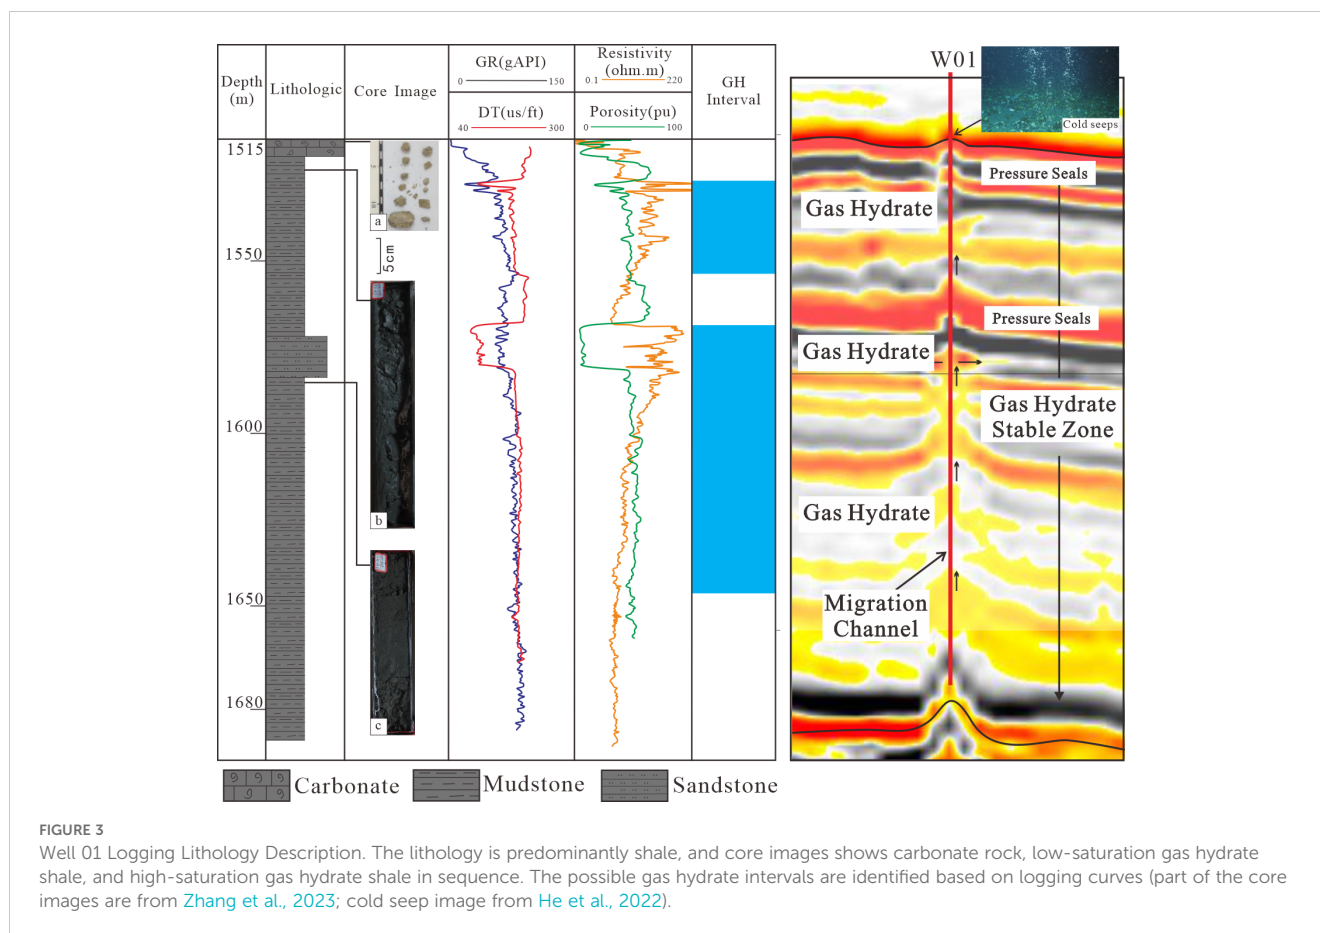 Depth
(m)
Lithologic
Core Image
GR(gAPI)
0 150
DT(us/ft)
40 300
Resistivity
(ohm.m)
0.1 220
Porosity(pu)
0 100
GH
Interval
1515
1550
1600
1650
1680
a
5cm
b
c
W01
Cold seeps
Pressure Seals
Gas Hydrate
Pressure Seals
Gas Hydrate
Gas Hydrate
Stable Zone
Gas Hydrate
Migration
Channel
Carbonate
Mudstone
Sandstone
FIGURE 3
Well 01 Logging Lithology Description. The lithology is predominantly shale, and core images shows carbonate rock, low-saturation gas hydrate
shale, and high-saturation gas hydrate shale in sequence. The possible gas hydrate intervals are identified based on logging curves (part of the core
images are from Zhang et al., 2023; cold seep image from He et al., 2022).